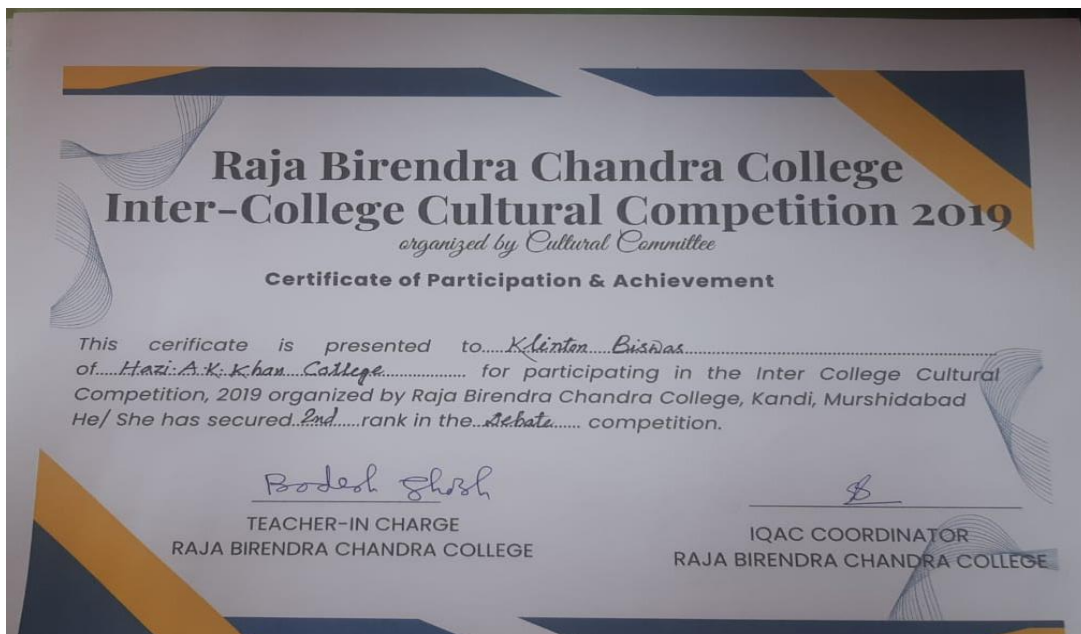 Raja Birendra Chandra College
Inter-College Cultural Competition 2019
organized by Cultural Committee
Certificate of Participation & Achievement
This cerificate is presented to.....Klinton Biswas.....
of....Hazi. A. K. Khan College.... for participating in the Inter College Cultural
Competition, 2019 organized by Raja Birendra Chandra College, Kandi, Murshidabad
He/ She has secured..2nd.....rank in the..debate..... competition.
Ghosh
TEACHER-IN CHARGE
RAJA BIRENDRA CHANDRA COLLEGE
IQAC COORDINATOR
RAJA BIRENDRA CHANDRA COLLEGE